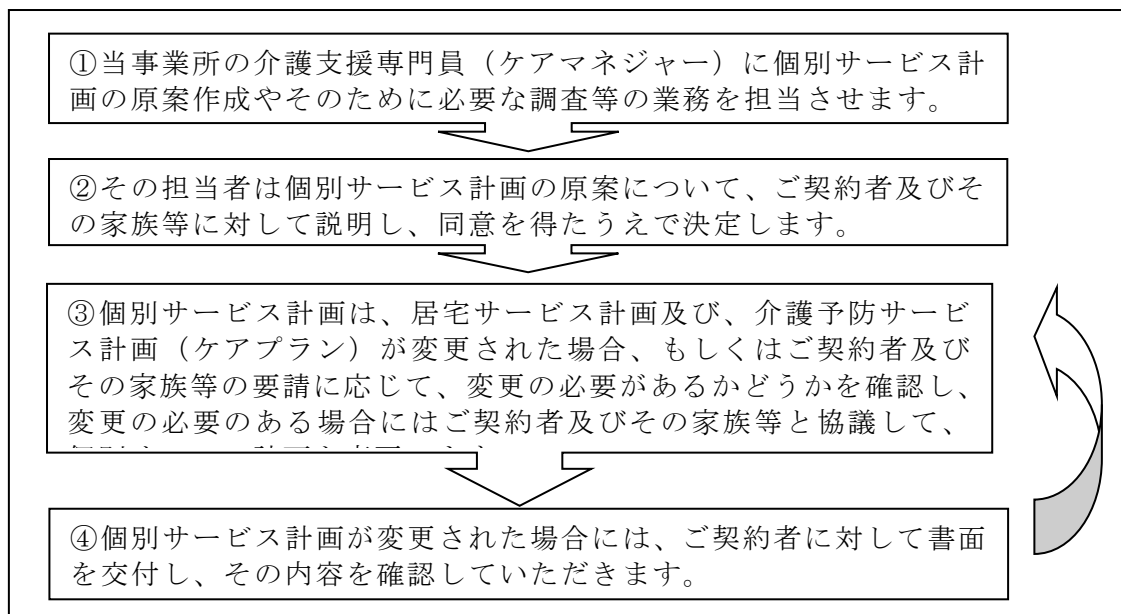 ①当事業所の介護支援専門員（ケアマネジャー）に個別サービス計
画の原案作成やそのために必要な調査等の業務を担当させます。
②その担当者は個別サービス計画の原案について、ご契約者及びそ
の家族等に対して説明し、同意を得たうえで決定します。
③個別サービス計画は、居宅サービス計画及び、介護予防サービ
ス計画（ケアプラン）が変更された場合、もしくはご契約者及び
その家族等の要請に応じて、変更の必要があるかどうかを確認し、
変更の必要のある場合にはご契約者及びその家族等と協議して、
④個別サービス計画が変更された場合には、ご契約者に対して書面
を交付し、その内容を確認していただきます。